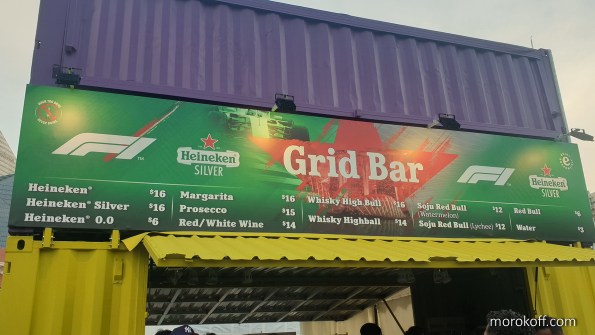 F1
Heineken
SILVER
Grid Bar
F1
Heineken
SILVER
Heineken® $16
Heineken® Silver $16
Heineken® 0.0 $6
Margarita $16
Prosecco $15
Red/White Wine $14
Whisky High Bull $16
Whisky Highball $14
Soju Red Bull $12
(Watermelon)
Soju Red Bull (Lychee) $12
Red Bull $6
Water $3
morokoff.com